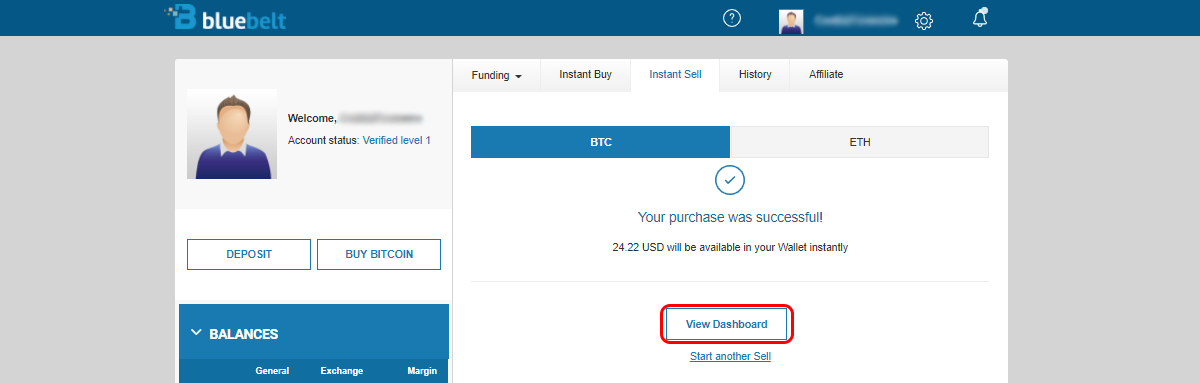 bluebelt
Welcome,
Account status: Verified level 1
DEPOSIT
BUY BITCOIN
BALANCES
General Exchange Margin
Funding
Instant Buy
Instant Sell
History
Affiliate
BTC
ETH
Your purchase was successful!
24.22 USD will be available in your Wallet instantly
View Dashboard
Start another Sell